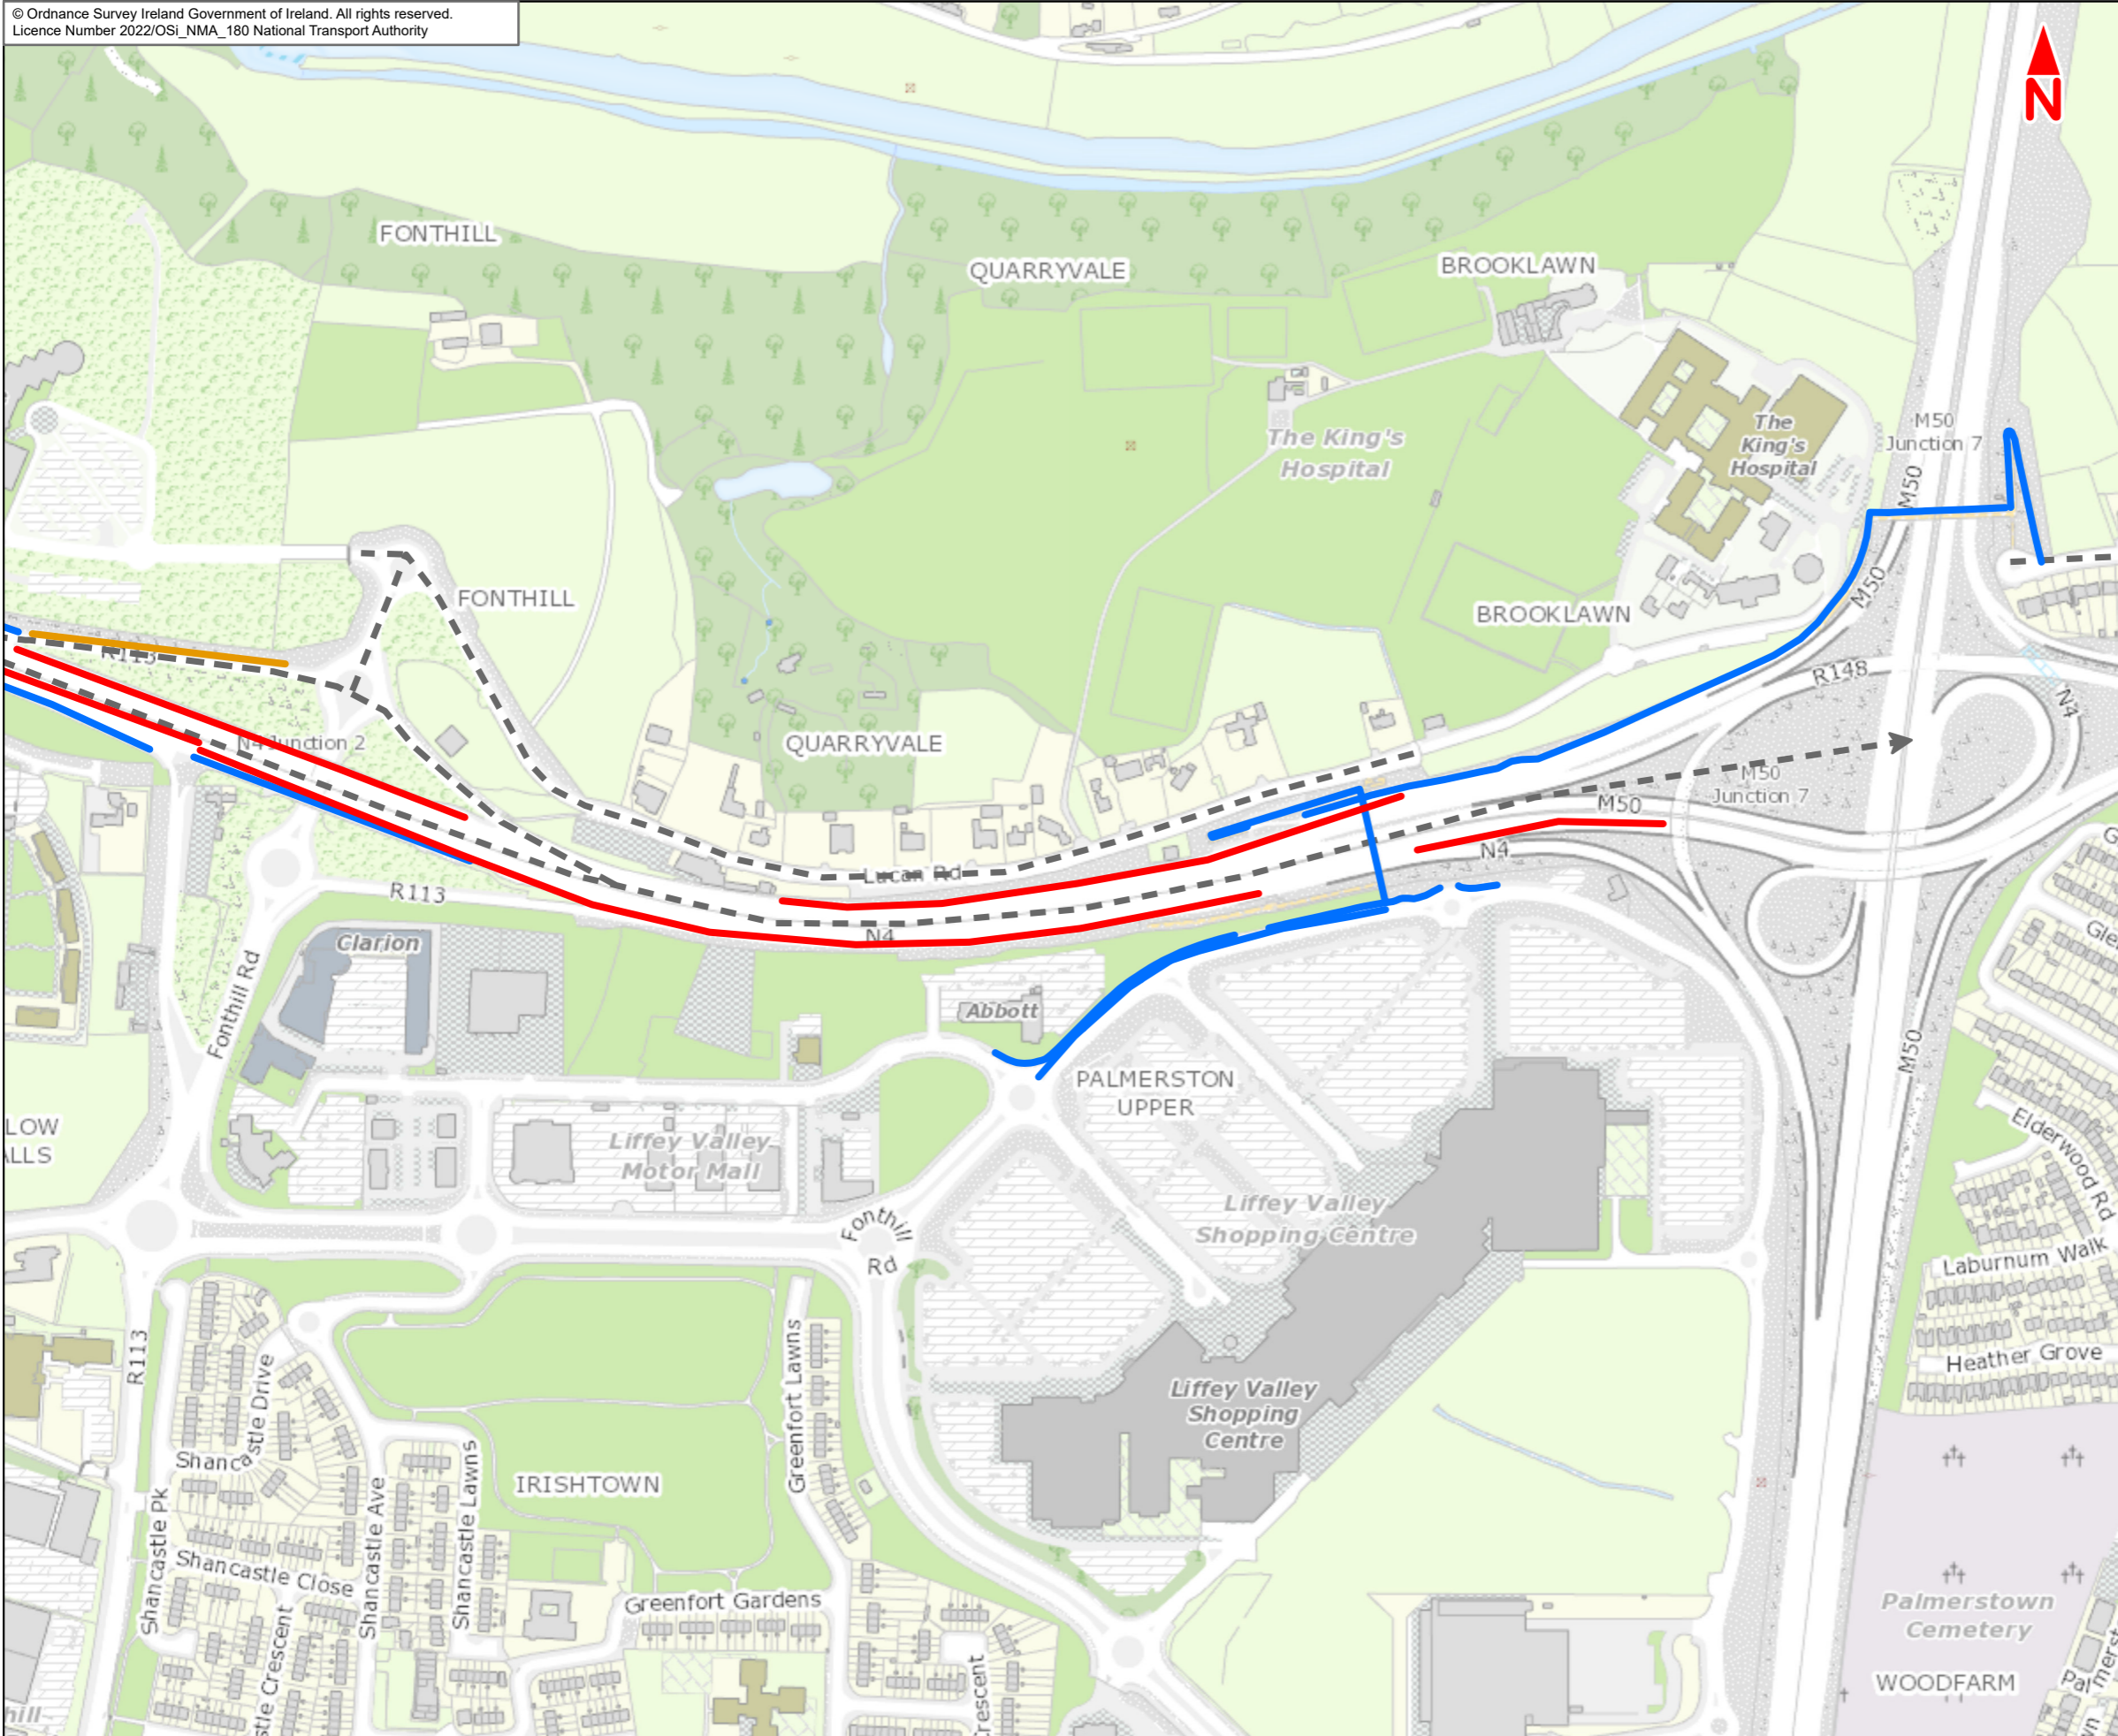 © Ordnance Survey Ireland Government of Ireland. All rights reserved.
Licence Number 2022/OSi_NMA_180 National Transport Authority
N
FONTHILL
QUARRYVALE
BROOKLAWN
The King's
Hospital
The
King's
Hospital
M50
Junction 7
M50
M50
FONTHILL
BROOKLAWN
R113
R148
N4
N4 Junction 2
QUARRYVALE
M50
Junction 7
M50
N4
Lucan Rd
R113
N4
Clarion
Fonthill Rd
Abbott
PALMERSTON
UPPER
M50
Liffey Valley
Motor Mall
Elderwood Rd
Liffey Valley
Shopping Centre
Fonthill
Rd
Laburnum Walk
Heather Grove
R113
Shancastle Drive
Greenfort Lawns
Liffey Valley
Shopping
Centre
IRISHTOWN
Shancastle Pk
Shancastle Ave
Shancastle Lawns
Shancastle Close
Greenfort Gardens
Palmerstown
Cemetery
WOODFARM
stle Crescent
Crescent
hill
LOW
ALLS
Gle